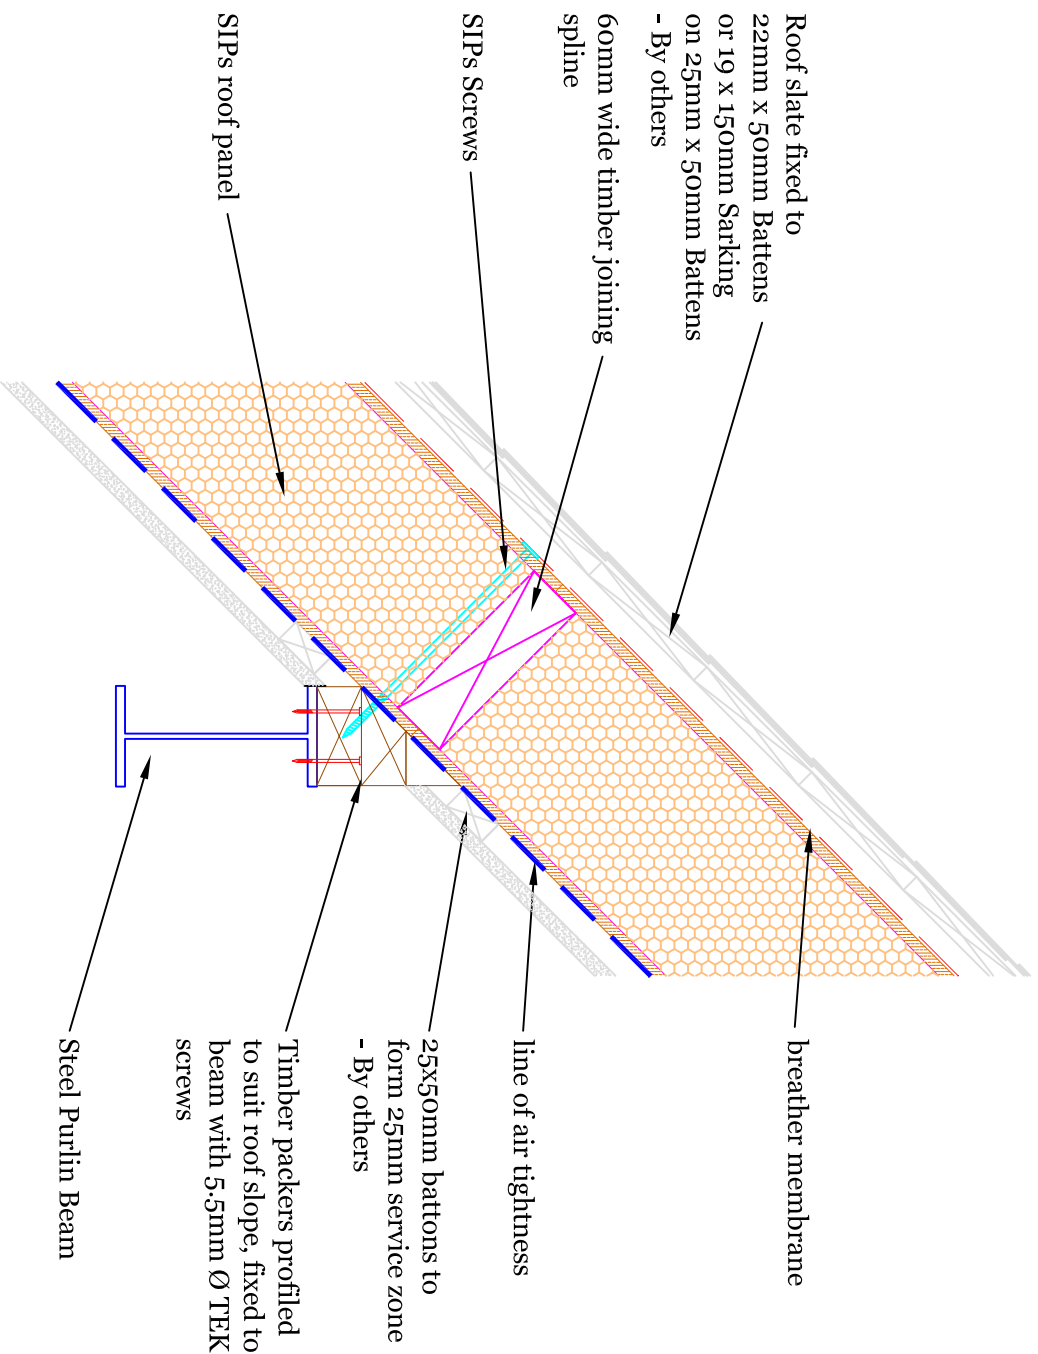 Roof slate fixed to
22mm x 50mm Battens
or 19 x 150mm Sarking
on 25mm x 50mm Battens
- By others
60mm wide timber joining
spline
SIPs Screws
SIPs roof panel
breather membrane
line of air tightness
25x50mm battons to
form 25mm service zone
- By others
Timber packers profiled
to suit roof slope, fixed to
beam with 5.5mm Ø TEK
screws
Steel Purlin Beam